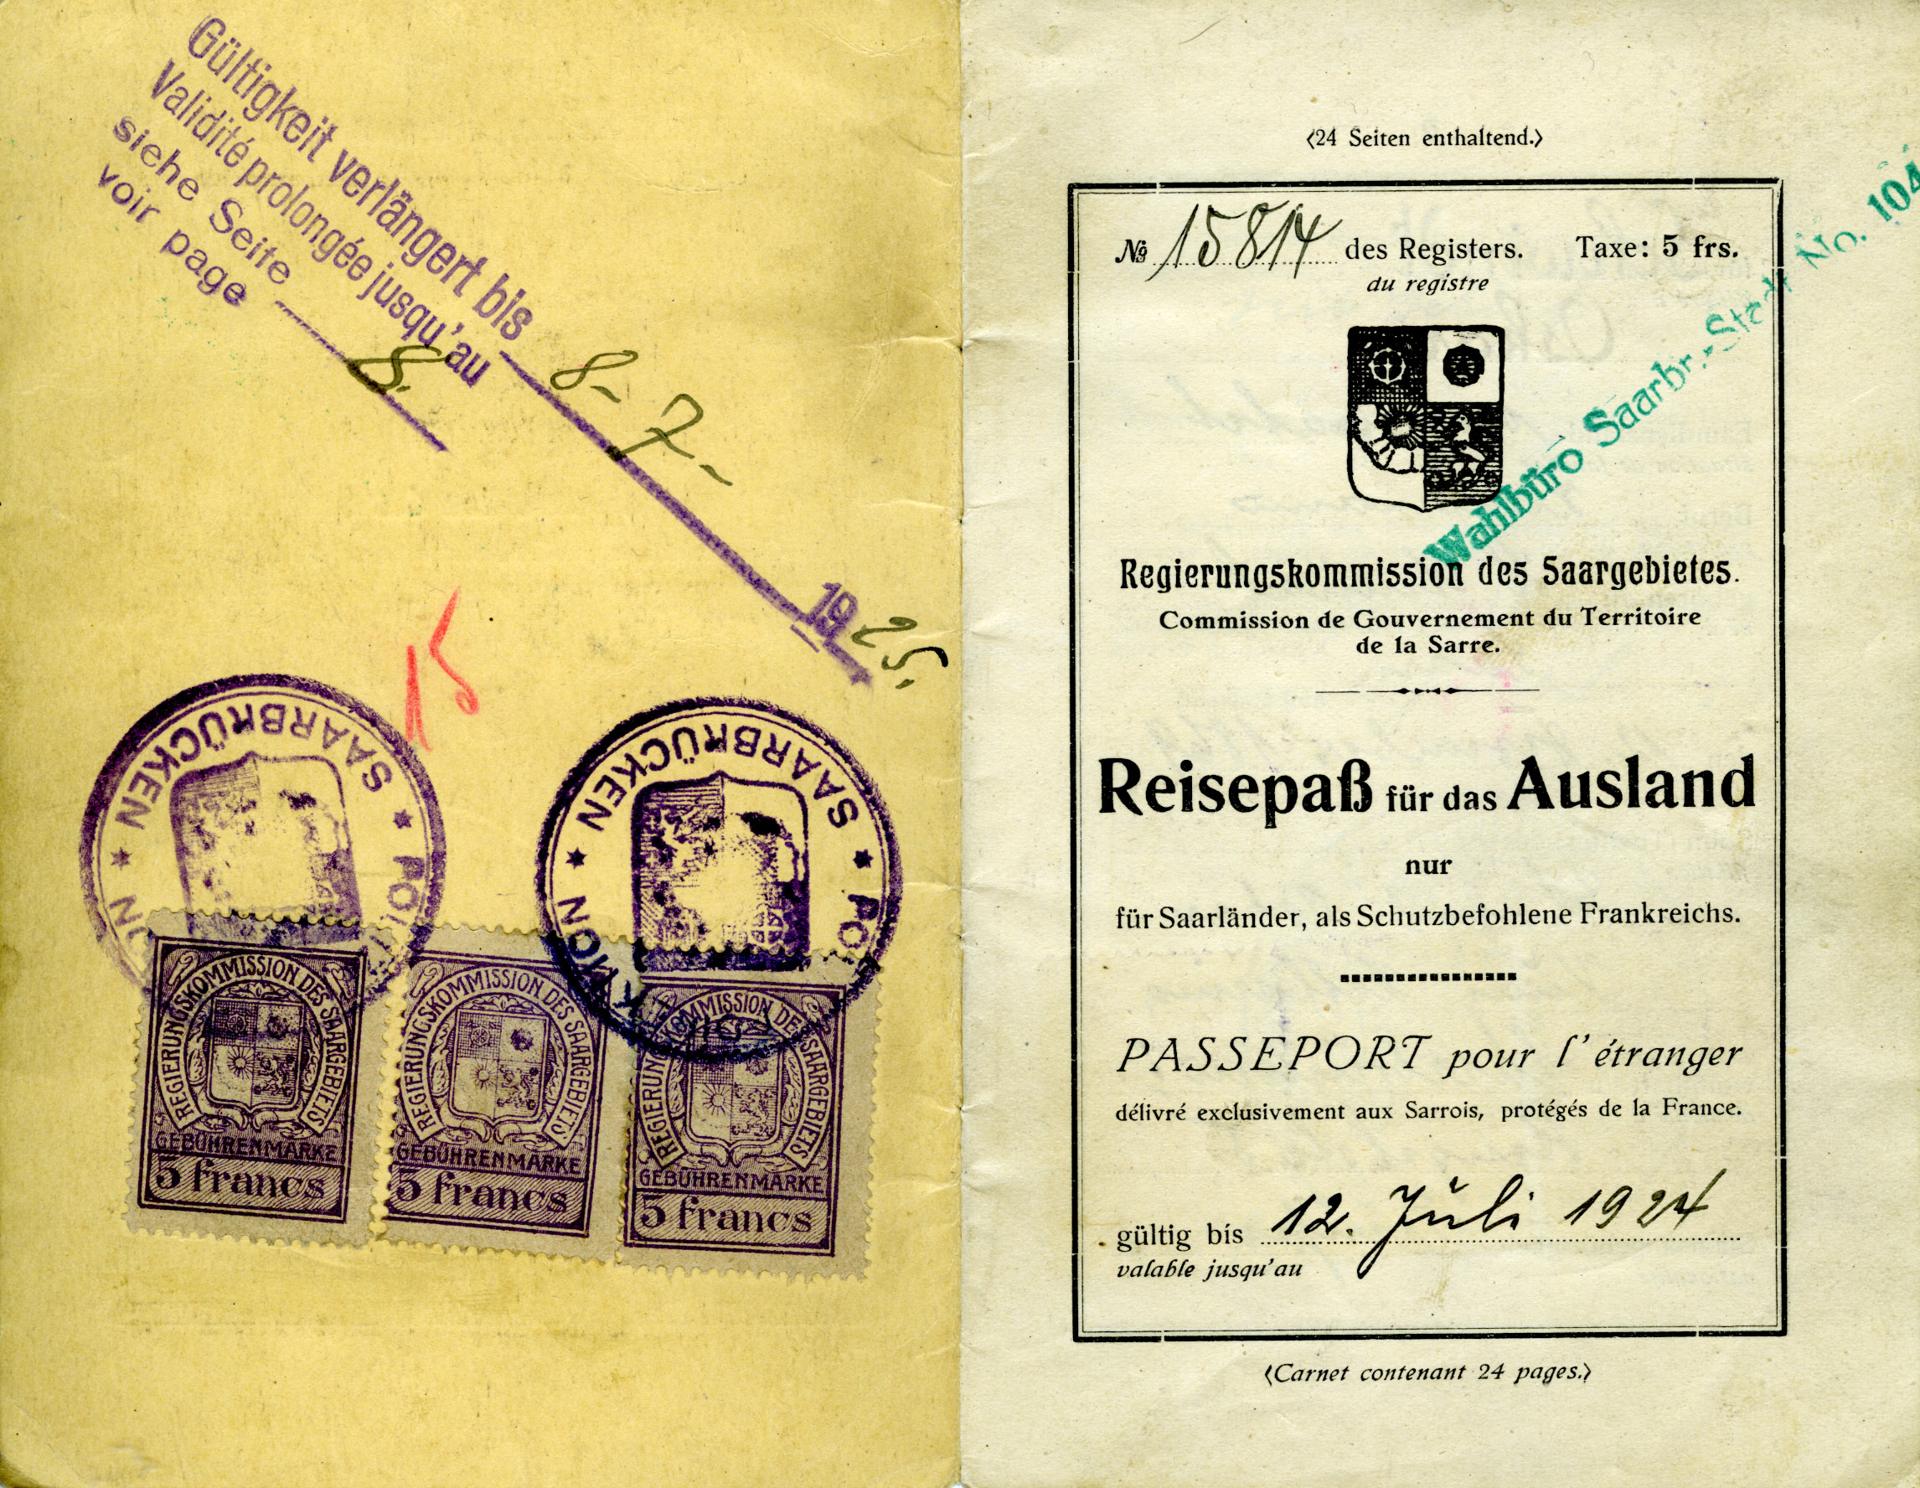 Gültigkeit verlängert bis 8-7- 1925.
Validité prolongée jusqu'au
siehe Seite 8.
voir page
15
SAARBRÜCKEN
SAARBRÜCKEN
REGIERUNGSKOMMISSION DES SAARGEBIETS
GEBÜHRENMARKE
5 francs
REGIERUNGSKOMMISSION DES SAARGEBIETS
GEBÜHRENMARKE
5 francs
REGIERUNGSKOMMISSION DES SAARGEBIETS
GEBÜHRENMARKE
5 francs
<24 Seiten enthaltend.>
№ 15814 des Registers. Taxe: 5 frs.
du registre
Wahlbüro Saarbr.-Stadt No. 104
Regierungskommission des Saargebietes.
Commission de Gouvernement du Territoire
de la Sarre.
Reisepaß für das Ausland
nur
für Saarländer, als Schutzbefohlene Frankreichs.
PASSEPORT pour l'étranger
délivré exclusivement aux Sarrois, protégés de la France.
gültig bis 12. Juli 1924
valable jusqu'au
<Carnet contenant 24 pages.>